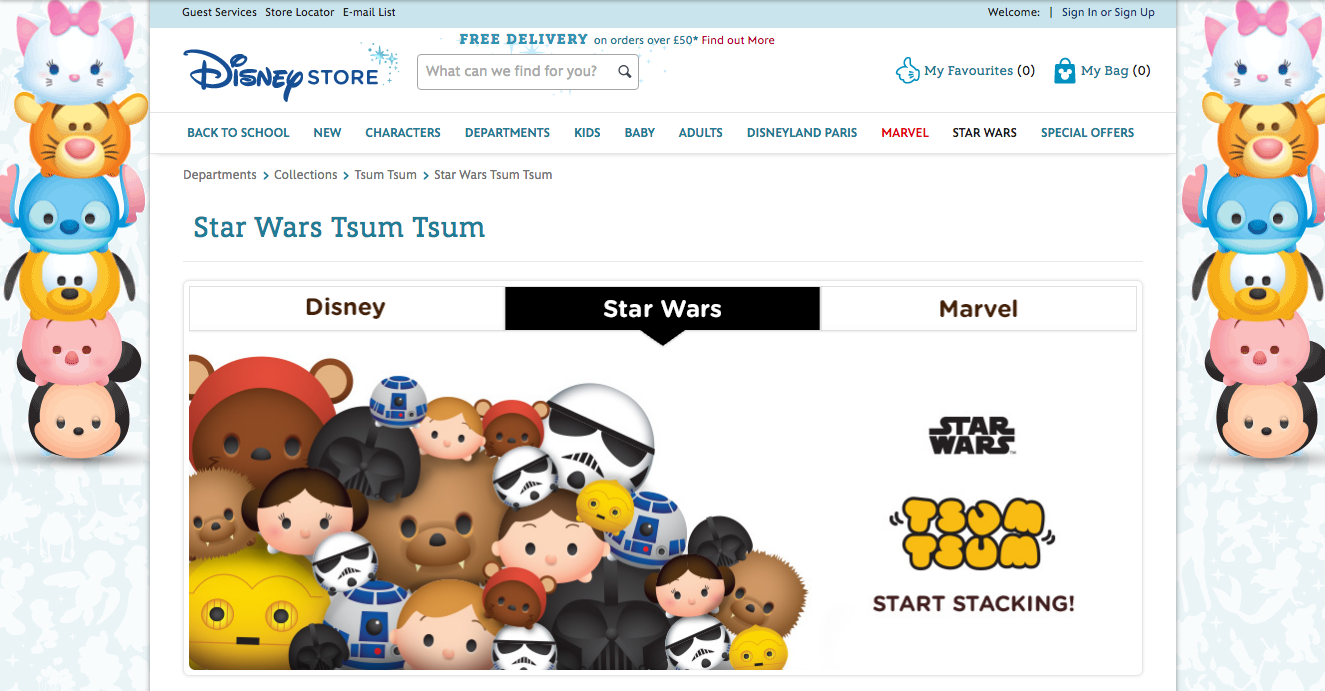 Guest Services Store Locator E-mail List
Welcome: | Sign In or Sign Up
FREE DELIVERY on orders over £50* Find out More
Disney STORE
What can we find for you?
My Favourites (0)
My Bag (0)
BACK TO SCHOOL NEW CHARACTERS DEPARTMENTS KIDS BABY ADULTS DISNEYLAND PARIS MARVEL STAR WARS SPECIAL OFFERS
Departments > Collections > Tsum Tsum > Star Wars Tsum Tsum
Star Wars Tsum Tsum
Disney
Star Wars
Marvel
STAR
WARS
TSUM
TSUM
START STACKING!